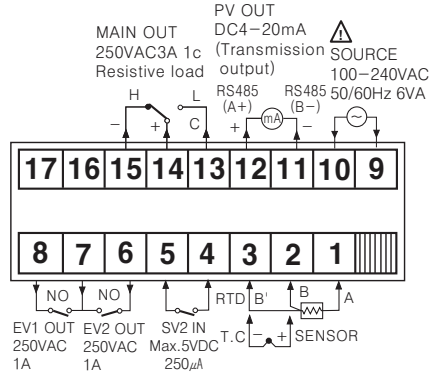 MAIN OUT
250VAC3A 1c
Resistive load
PV OUT
DC4-20mA
(Transmission
output)
SOURCE
100-240VAC
50/60Hz 6VA
H
L
C
RS485
(A+)
RS485
(B-)
- +
+ mA -
17 16 15 14 13 12 11 10 9
8 7 6 5 4 3 2 1
NO
NO
RTD
B'
B
A
EV1 OUT
250VAC
1A
EV2 OUT
250VAC
1A
SV2 IN
Max.5VDC
250μA
T.C - + SENSOR